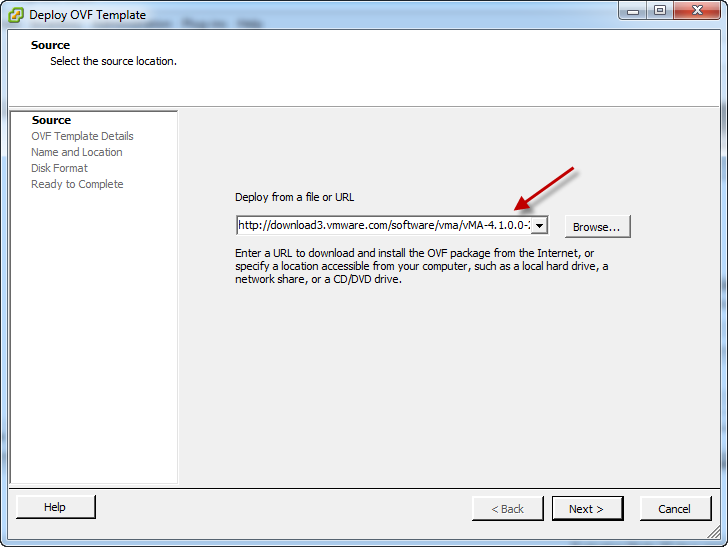 Deploy OVF Template
Source
Select the source location.
Source
OVF Template Details
Name and Location
Disk Format
Ready to Complete
Deploy from a file or URL
http://download3.vmware.com/software/vma/vMA-4.1.0.0-2
Browse...
Enter a URL to download and install the OVF package from the Internet, or
specify a location accessible from your computer, such as a local hard drive, a
network share, or a CD/DVD drive.
Help
< Back
Next >
Cancel